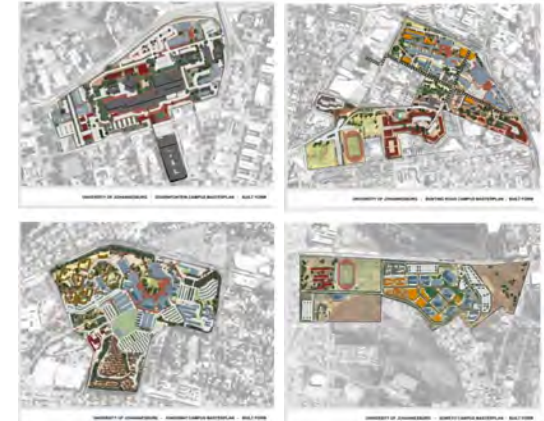 UNIVERSITY OF JOHANNESBURG - DOORNFONTEIN CAMPUS MASTERPLAN - BUILT FORM
UNIVERSITY OF JOHANNESBURG - BUNTING ROAD CAMPUS MASTERPLAN - BUILT FORM
UNIVERSITY OF JOHANNESBURG - KINGSWAY CAMPUS MASTERPLAN - BUILT FORM
UNIVERSITY OF JOHANNESBURG - SOWETO CAMPUS MASTERPLAN - BUILT FORM